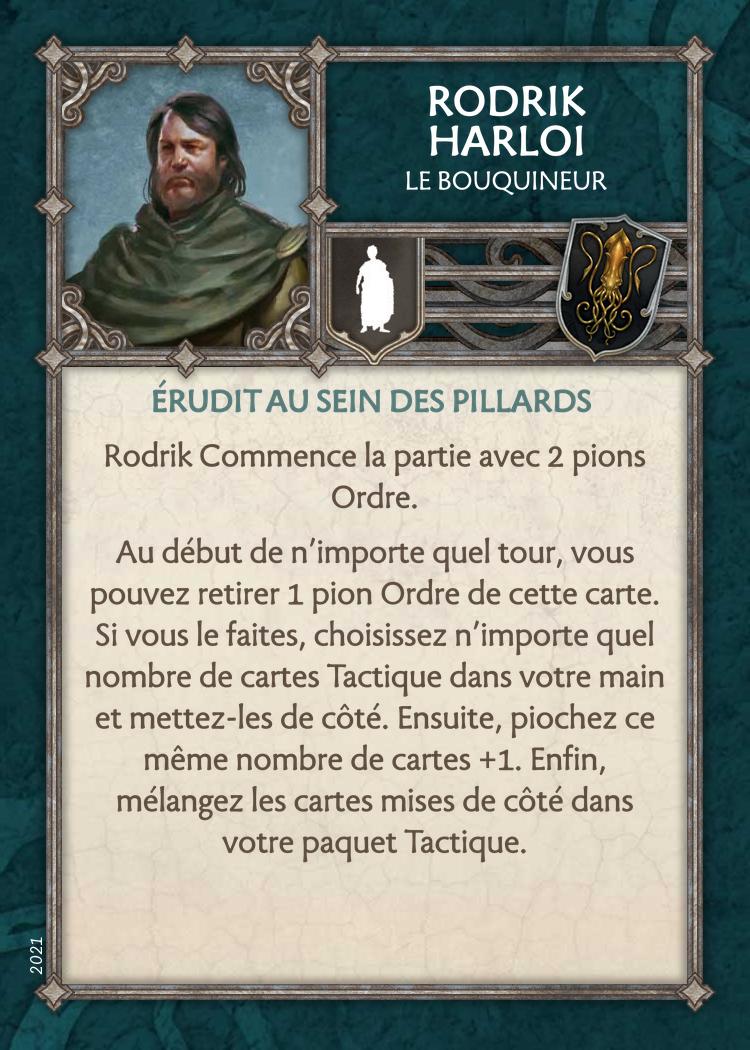 RODRIK
HARLOI
LE BOUQUINEUR
ÉRUDIT AU SEIN DES PILLARDS
Rodrik Commence la partie avec 2 pions
Ordre.
Au début de n'importe quel tour, vous
pouvez retirer 1 pion Ordre de cette carte.
Si vous le faites, choisissez n'importe quel
nombre de cartes Tactique dans votre main
et mettez-les de côté. Ensuite, piochez ce
même nombre de cartes +1. Enfin,
mélangez les cartes mises de côté dans
votre paquet Tactique.
2021